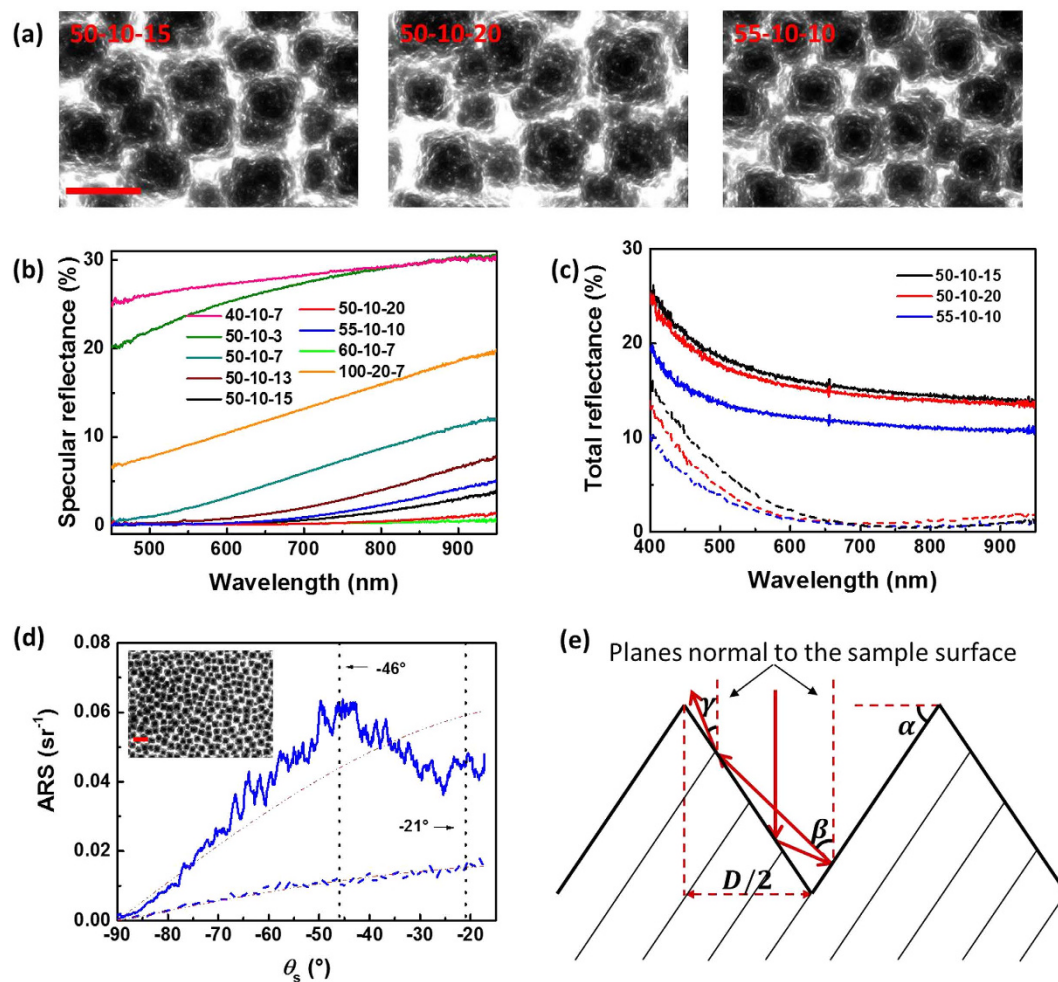 (a)
50-10-15
50-10-20
55-10-10
(b)
Specular reflectance (%)
30
20
10
0
40-10-7
50-10-3
50-10-7
50-10-13
50-10-15
50-10-20
55-10-10
60-10-7
100-20-7
500 600 700 800 900
Wavelength (nm)
(c)
Total reflectance (%)
30
20
10
0
50-10-15
50-10-20
55-10-10
400 500 600 700 800 900
Wavelength (nm)
(d)
ARS (sr⁻¹)
0.08
0.06
0.04
0.02
0.00
-46°
-21°
-90 -80 -70 -60 -50 -40 -30 -20
θs (°)
(e)
Planes normal to the sample surface
γ
α
β
D/2